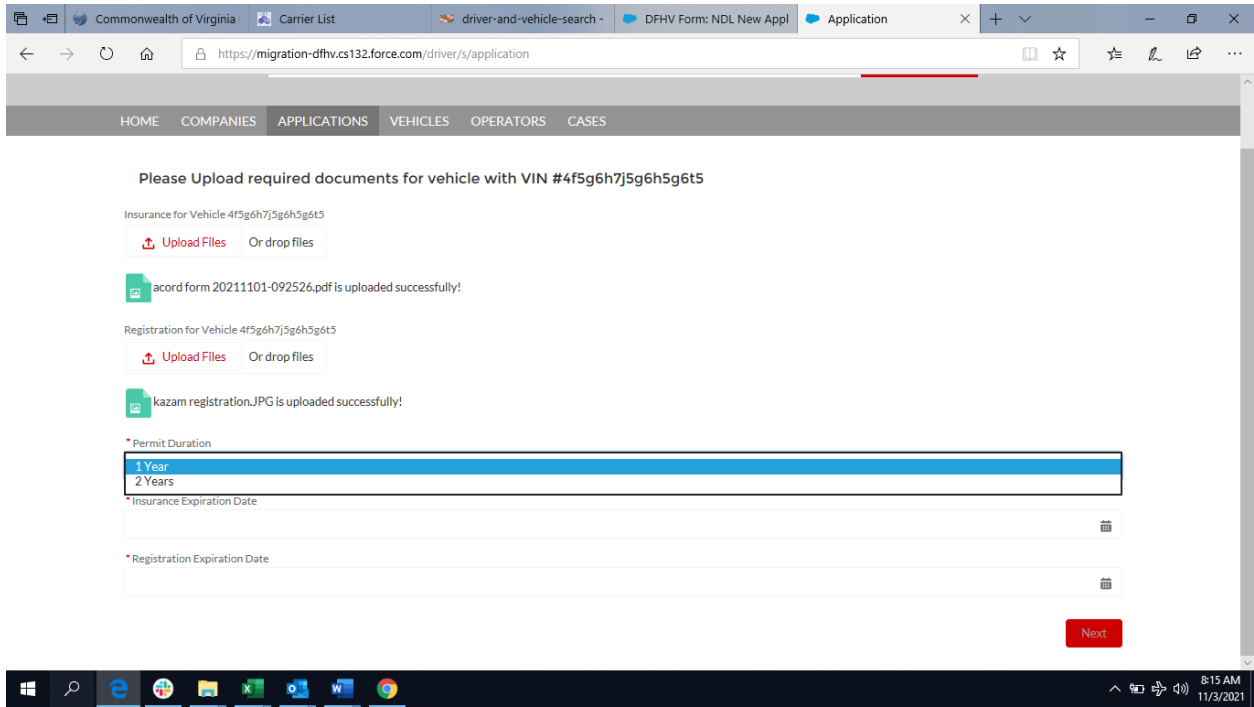 Commonwealth of Virginia
Carrier List
driver-and-vehicle-search -
DFHV Form: NDL New Appl
Application
https://migration-dfhv.cs132.force.com/driver/s/application
HOME COMPANIES APPLICATIONS VEHICLES OPERATORS CASES
Please Upload required documents for vehicle with VIN #4f5g6h7j5g6h5g6t5
Insurance for Vehicle 4f5g6h7j5g6h5g6t5
Upload Files Or drop files
acord form 20211101-092526.pdf is uploaded successfully!
Registration for Vehicle 4f5g6h7j5g6h5g6t5
Upload Files Or drop files
kazam registration.JPG is uploaded successfully!
* Permit Duration
1 Year
2 Years
* Insurance Expiration Date
* Registration Expiration Date
Next
8:15 AM
11/3/2021